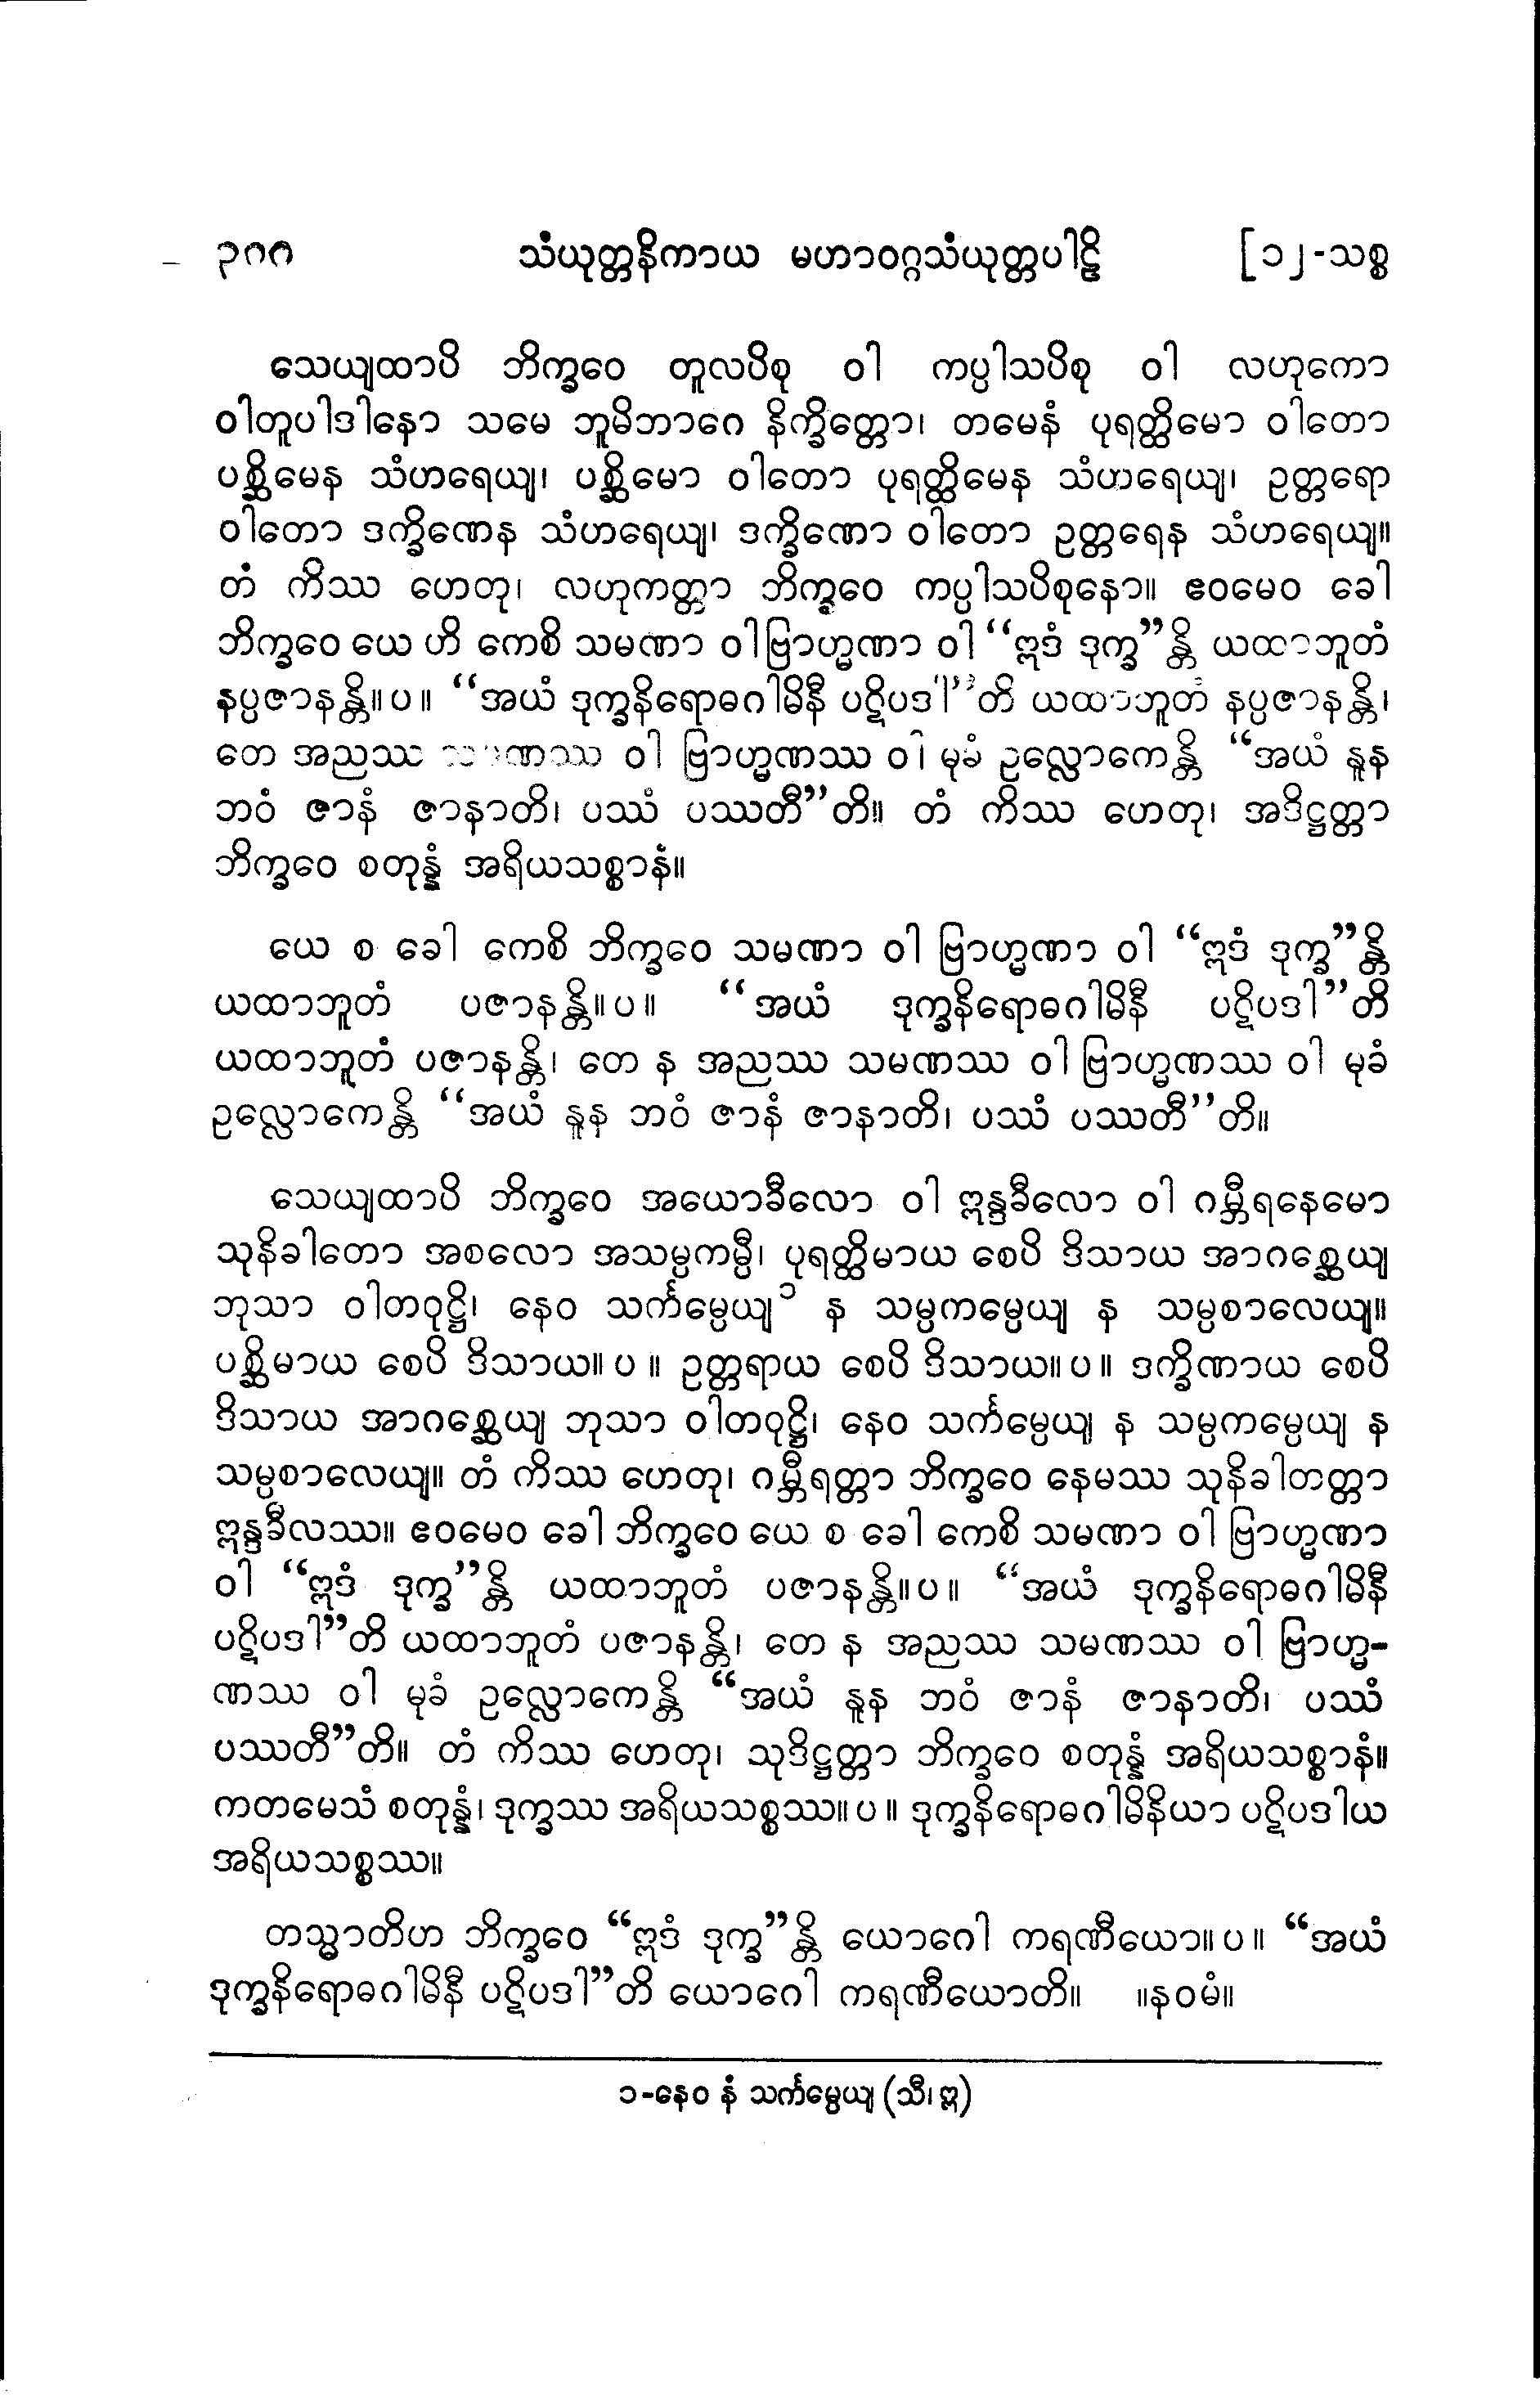 ၃၈၈ သံယုတ္တနိကာယ မဟာဝဂ္ဂသံယုတ္တပါဠိ [၁၂-သစ္စ
သေယျထာပိ ဘိက္ခဝေ တူလပိစု ဝါ ကပ္ပါသပိစု ဝါ လဟုကော
ဝါတူပါဒါနော သမေ ဘူမိဘာဂေ နိက္ခိတ္တော၊ တမေနံ ပုရတ္ထိမော ဝါတော
ပစ္ဆိမေန သံဟရေယျ၊ ပစ္ဆိမော ဝါတော ပုရတ္ထိမေန သံဟရေယျ၊ ဥတ္တရော
ဝါတော ဒက္ခိဏေန သံဟရေယျ၊ ဒက္ခိဏော ဝါတော ဥတ္တရေန သံဟရေယျ။
တံ ကိဿ ဟေတု၊ လဟုကတ္တာ ဘိက္ခဝေ ကပ္ပါသပိစုနော။ ဧဝမေဝ ခေါ
ဘိက္ခဝေ ယေ ဟိ ကေစိ သမဏာ ဝါ ဗြာဟ္မဏာ ဝါ “ဣဒံ ဒုက္ခ”န္တိ ယထာဘူတံ
နပ္ပဇာနန္တိ။ပ။ “အယံ ဒုက္ခနိရောဓဂါမိနီ ပဋိပဒါ”တိ ယထာဘူတံ နပ္ပဇာနန္တိ၊
တေ အညဿ သမဏဿ ဝါ ဗြာဟ္မဏဿ ဝါ မုခံ ဥလ္လောကေန္တိ “အယံ နူန
ဘဝံ ဇာနံ ဇာနာတိ၊ ပဿံ ပဿတီ”တိ။ တံ ကိဿ ဟေတု၊ အဒိဋ္ဌတ္တာ
ဘိက္ခဝေ စတုန္နံ အရိယသစ္စာနံ။
ယေ စ ခေါ ကေစိ ဘိက္ခဝေ သမဏာ ဝါ ဗြာဟ္မဏာ ဝါ “ဣဒံ ဒုက္ခ”န္တိ
ယထာဘူတံ ပဇာနန္တိ။ပ။ “အယံ ဒုက္ခနိရောဓဂါမိနီ ပဋိပဒါ”တိ
ယထာဘူတံ ပဇာနန္တိ၊ တေ န အညဿ သမဏဿ ဝါ ဗြာဟ္မဏဿ ဝါ မုခံ
ဥလ္လောကေန္တိ “အယံ နူန ဘဝံ ဇာနံ ဇာနာတိ၊ ပဿံ ပဿတီ”တိ။
သေယျထာပိ ဘိက္ခဝေ အယောခီလော ဝါ ဣန္ဒခီလော ဝါ ဂမ္ဘီရနေမော
သုနိခါတော အစလော အသမ္ပကမ္ပီ၊ ပုရတ္ထိမာယ စေပိ ဒိသာယ အာဂစ္ဆေယျ
ဘုသာ ဝါတဝုဋ္ဌိ၊ နေဝ သင်္ကမ္ပေယျ၁ န သမ္ပကမ္ပေယျ န သမ္ပစာလေယျ။
ပစ္ဆိမာယ စေပိ ဒိသာယ။ပ။ ဥတ္တရာယ စေပိ ဒိသာယ။ပ။ ဒက္ခိဏာယ စေပိ
ဒိသာယ အာဂစ္ဆေယျ ဘုသာ ဝါတဝုဋ္ဌိ၊ နေဝ သင်္ကမ္ပေယျ န သမ္ပကမ္ပေယျ န
သမ္ပစာလေယျ။ တံ ကိဿ ဟေတု၊ ဂမ္ဘီရတ္တာ ဘိက္ခဝေ နေမဿ သုနိခါတတ္တာ
ဣန္ဒခီလဿ။ ဧဝမေဝ ခေါ ဘိက္ခဝေ ယေ စ ခေါ ကေစိ သမဏာ ဝါ ဗြာဟ္မဏာ
ဝါ “ဣဒံ ဒုက္ခ”န္တိ ယထာဘူတံ ပဇာနန္တိ။ပ။ “အယံ ဒုက္ခနိရောဓဂါမိနီ
ပဋိပဒါ”တိ ယထာဘူတံ ပဇာနန္တိ၊ တေ န အညဿ သမဏဿ ဝါ ဗြာဟ္မ-
ဏဿ ဝါ မုခံ ဥလ္လောကေန္တိ “အယံ နူန ဘဝံ ဇာနံ ဇာနာတိ၊ ပဿံ
ပဿတီ”တိ။ တံ ကိဿ ဟေတု၊ သုဒိဋ္ဌတ္တာ ဘိက္ခဝေ စတုန္နံ အရိယသစ္စာနံ။
ကတမေသံ စတုန္နံ၊ ဒုက္ခဿ အရိယသစ္စဿ။ပ။ ဒုက္ခနိရောဓဂါမိနိယာ ပဋိပဒါယ
အရိယသစ္စဿ။
တသ္မာတိဟ ဘိက္ခဝေ “ဣဒံ ဒုက္ခ”န္တိ ယောဂေါ ကရဏီယော။ပ။ “အယံ
ဒုက္ခနိရောဓဂါမိနီ ပဋိပဒါ”တိ ယောဂေါ ကရဏီယောတိ။ ။နဝမံ။
၁-နေဝ နံ သင်္ကမ္ပေယျ (သီ၊ ဣ)